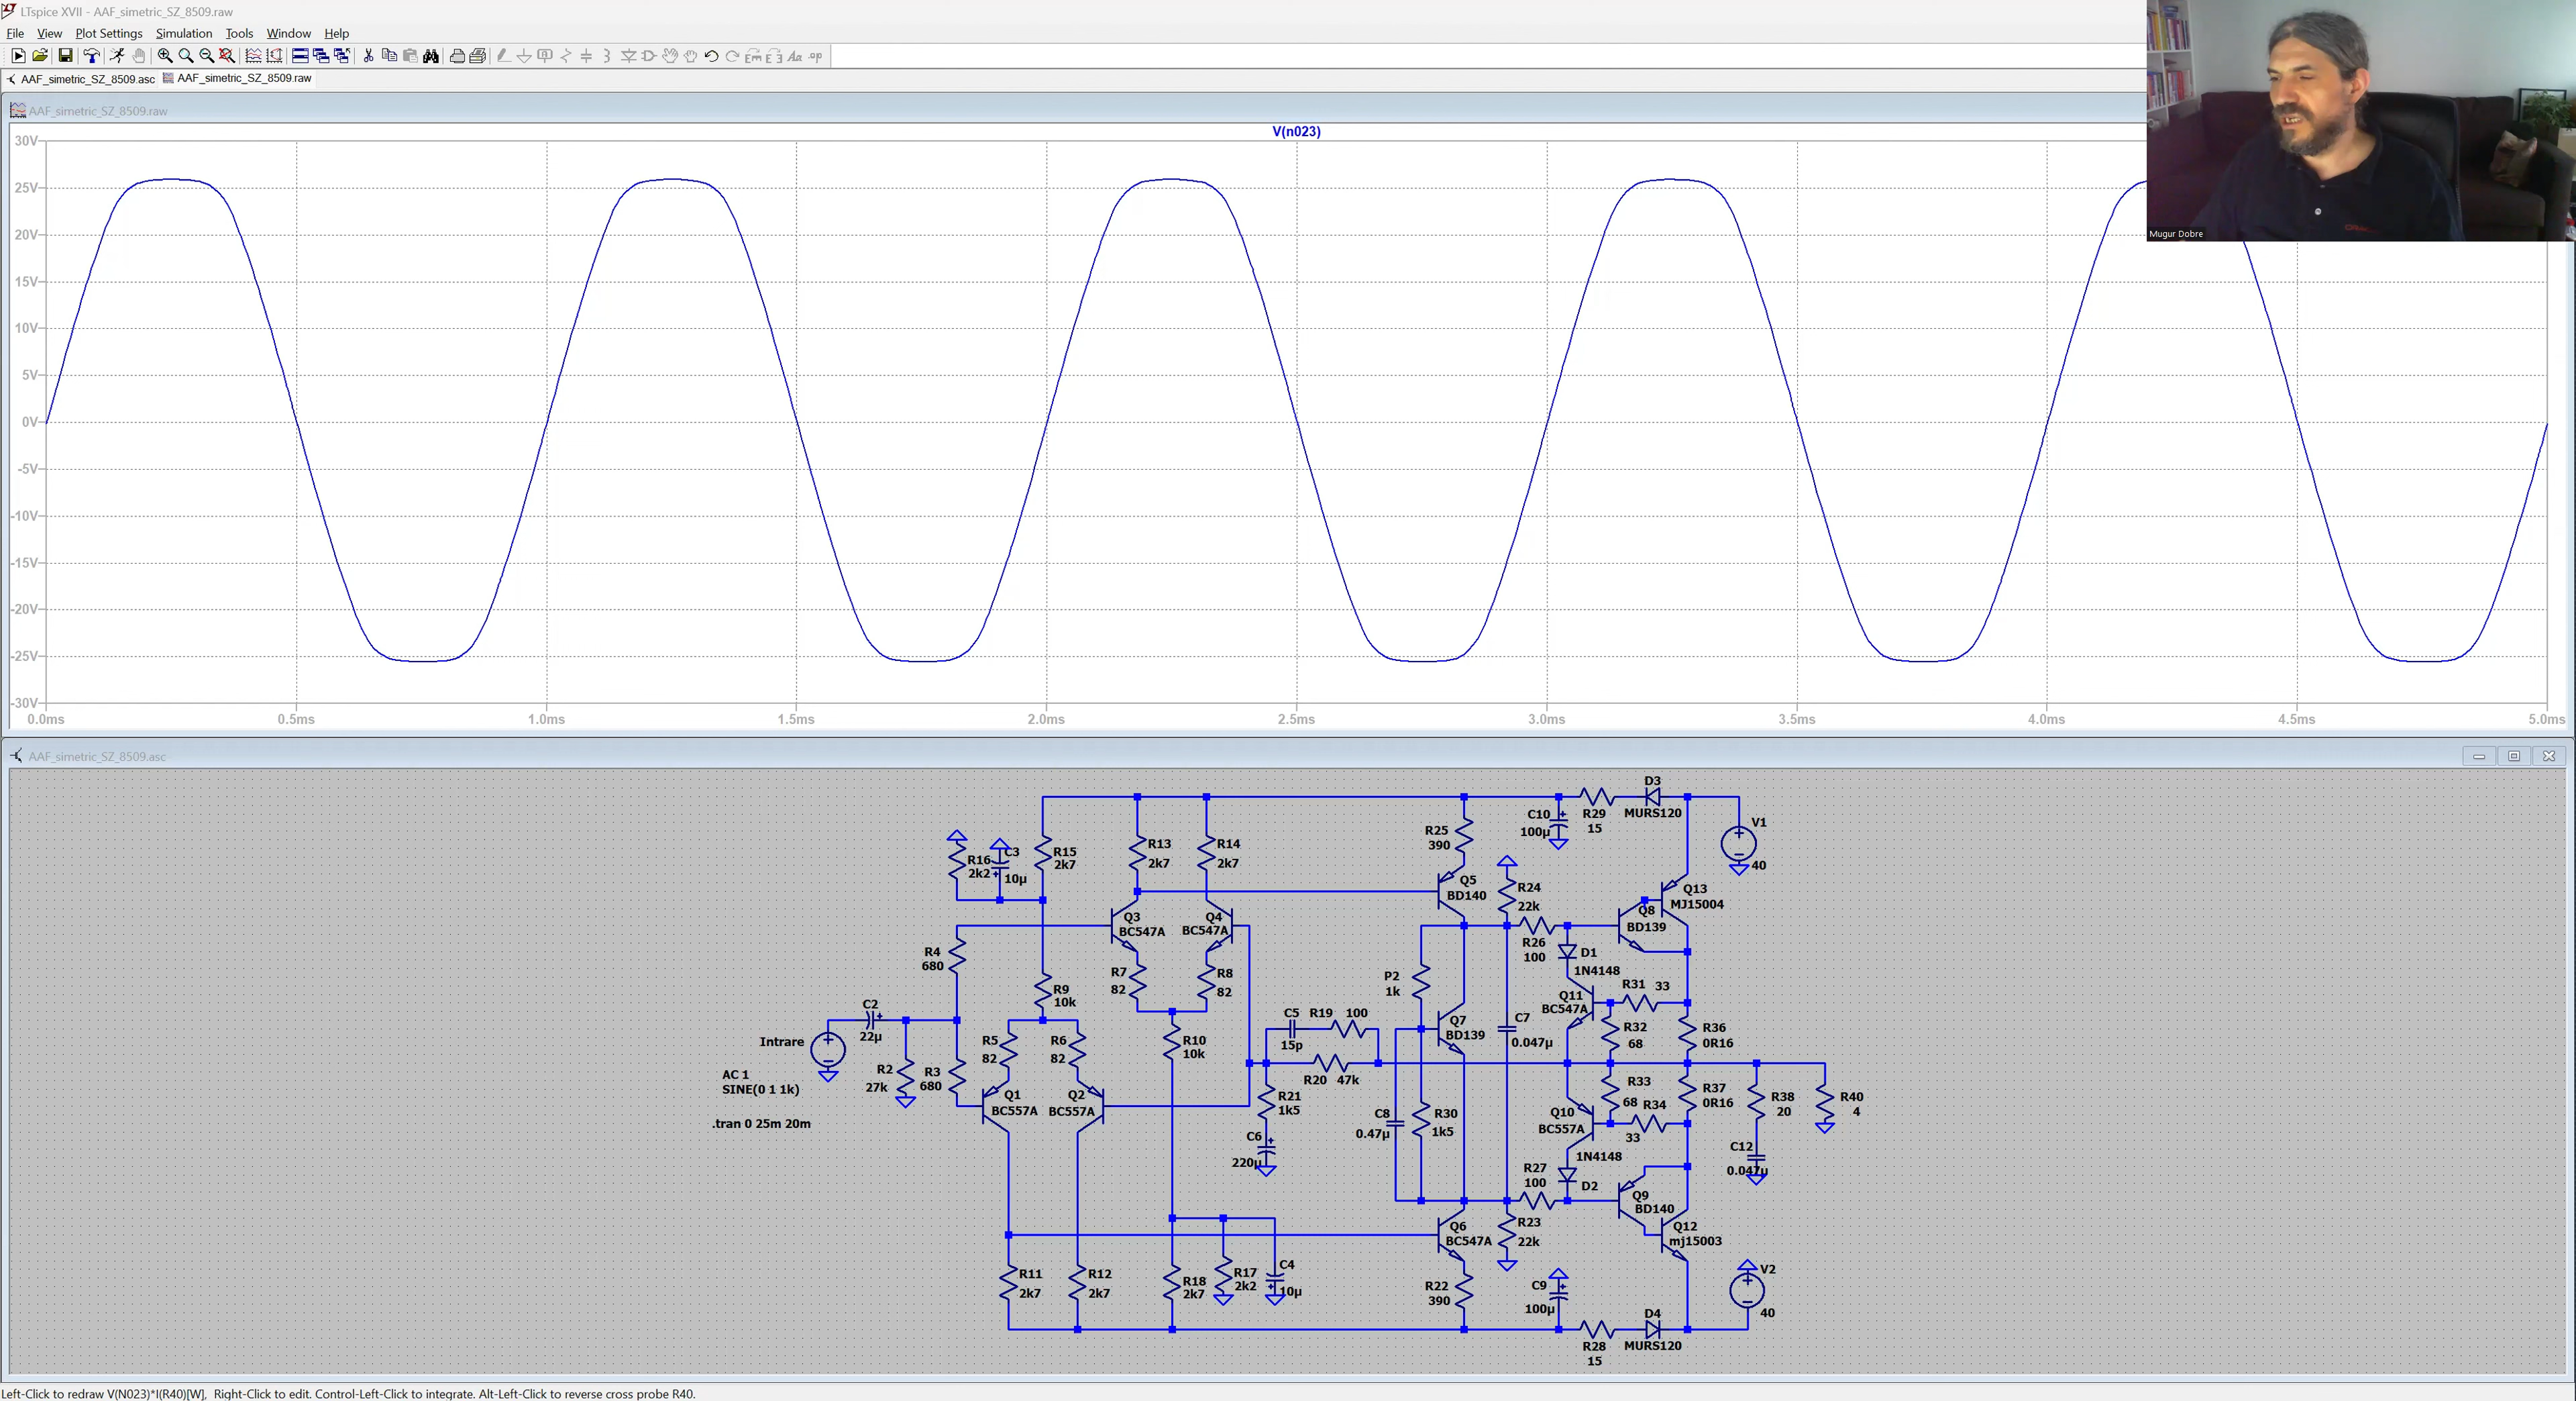 LTspice XVII - AAF_simetric_SZ_8509.raw
File View Plot Settings Simulation Tools Window Help
AAF_simetric_SZ_8509.asc AAF_simetric_SZ_8509.raw
AAF_simetric_SZ_8509.raw
V(n023)
30V
25V
20V
15V
10V
5V
0V
-5V
-10V
-15V
-20V
-25V
-30V
0.0ms 0.5ms 1.0ms 1.5ms 2.0ms 2.5ms 3.0ms 3.5ms 4.0ms 4.5ms 5.0ms
Mugur Dobre
AAF_simetric_SZ_8509.asc
D3
MURS120
R29
15
C10
100µ
V1
40
R25
390
R16
2k2
C3
10µ
R15
2k7
R13
2k7
R14
2k7
Q5
BD140
R24
22k
Q13
MJ15004
Q8
BD139
Q3
BC547A
Q4
BC547A
R26
100
D1
1N4148
R4
680
R7
82
R8
82
P2
1k
R9
10k
Q11
BC547A
R31 33
C2
22µ
Intrare
AC 1
SINE(0 1 1k)
.tran 0 25m 20m
R2
27k
R3
680
R5
82
R6
82
R10
10k
C5
15p
R19 100
R20 47k
Q7
BD139
C7
0.047µ
R32
68
R36
0R16
Q1
BC557A
Q2
BC557A
R21
1k5
C6
220µ
C8
0.47µ
R30
1k5
Q10
BC557A
R33
68
R34
33
R37
0R16
R38
20
R40
4
C12
0.047µ
1N4148
D2
R27
100
Q9
BD140
Q6
BC547A
R23
22k
Q12
mj15003
R11
2k7
R12
2k7
R18
2k7
R17
2k2
C4
10µ
R22
390
C9
100µ
D4
MURS120
R28
15
V2
40
Left-Click to redraw V(N023)*I(R40)[W], Right-Click to edit. Control-Left-Click to integrate. Alt-Left-Click to reverse cross probe R40.